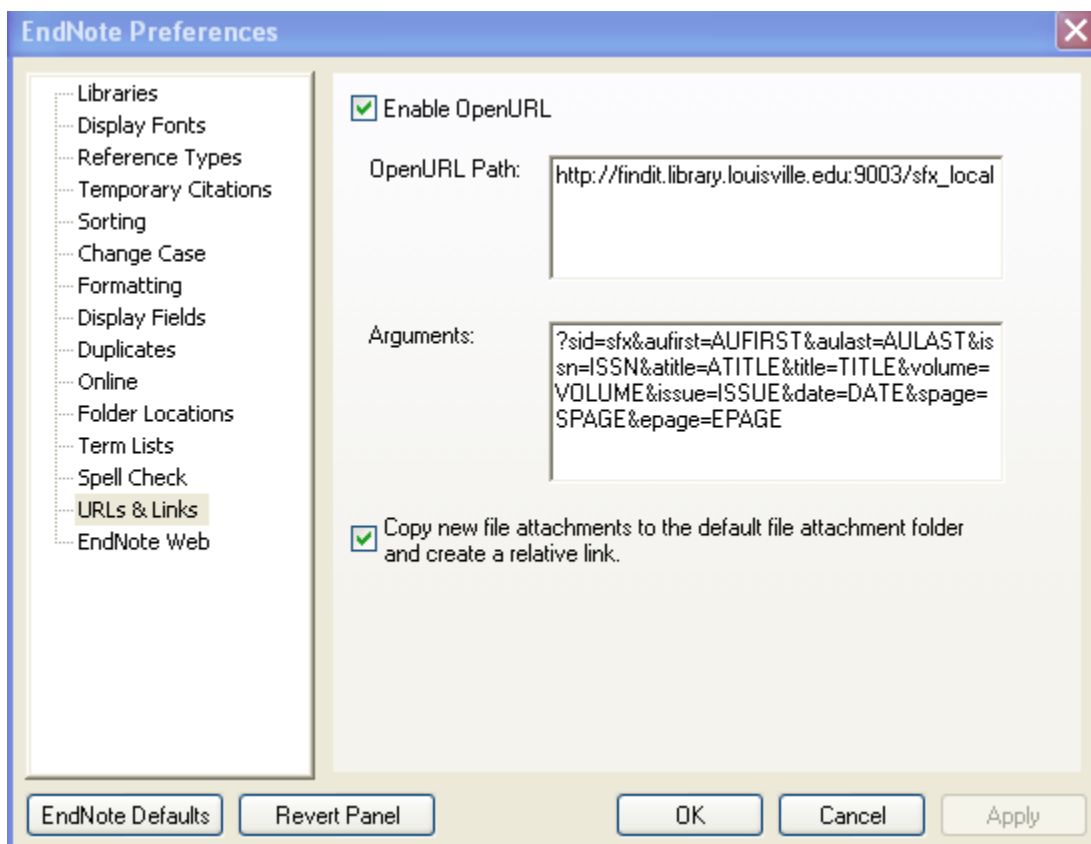 EndNote Preferences
Libraries
Display Fonts
Reference Types
Temporary Citations
Sorting
Change Case
Formatting
Display Fields
Duplicates
Online
Folder Locations
Term Lists
Spell Check
URLs & Links
EndNote Web
Enable OpenURL
OpenURL Path:
http://findit.library.louisville.edu:9003/sfx_local
Arguments:
?sid=sfx&aufirst=AUFIRST&aulast=AULAST&is
sn=ISSN&atitle=ATITLE&title=TITLE&volume=
VOLUME&issue=ISSUE&date=DATE&spage=
SPAGE&epage=EPAGE
Copy new file attachments to the default file attachment folder
and create a relative link.
EndNote Defaults
Revert Panel
OK
Cancel
Apply